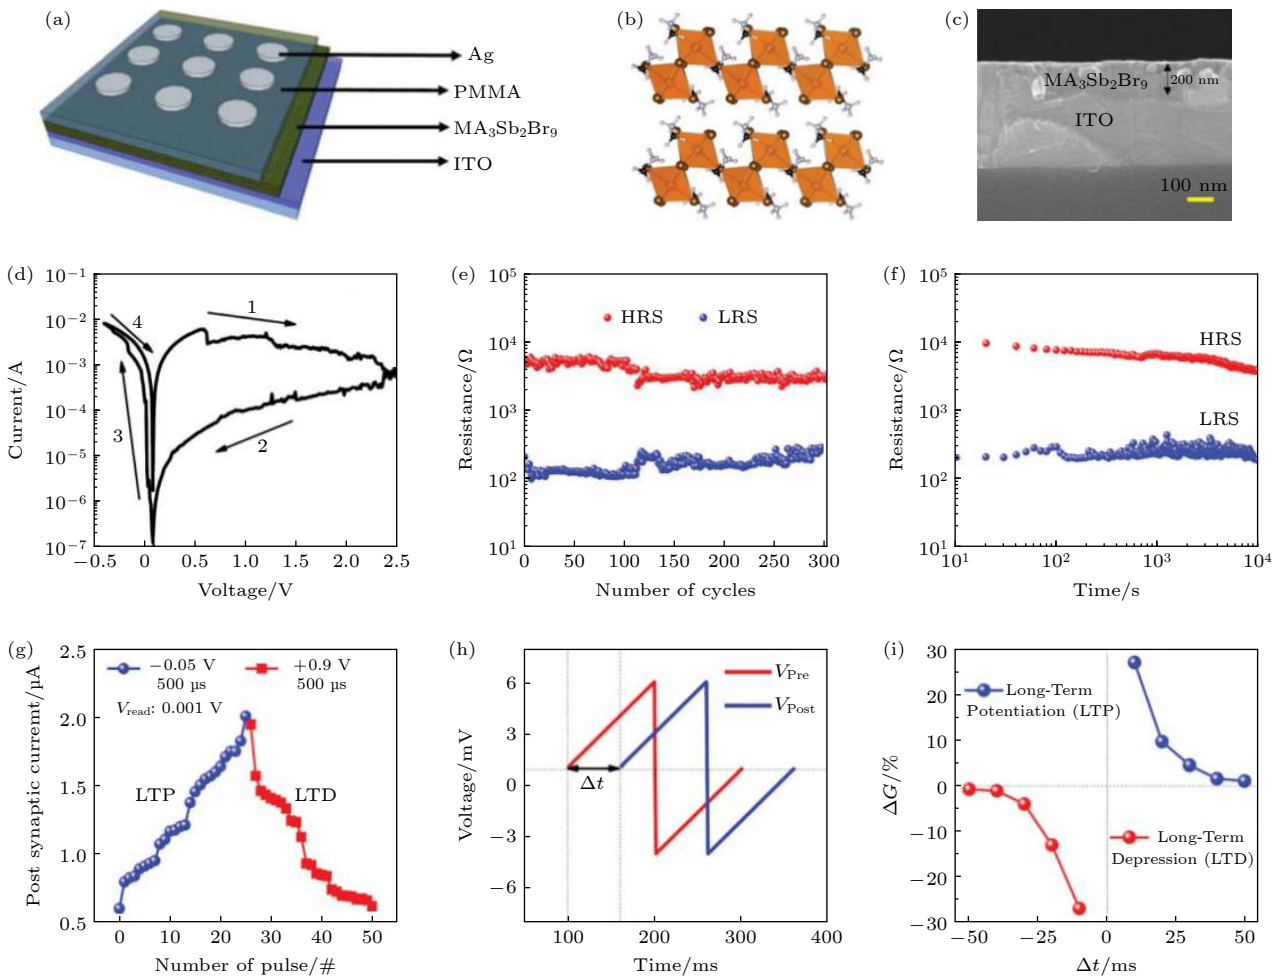 (a)
Ag
PMMA
MA₃Sb₂Br₉
ITO
(b)
(c)
MA₃Sb₂Br₉
200 nm
ITO
100 nm
(d)
10⁻¹
10⁻²
10⁻³
10⁻⁴
10⁻⁵
10⁻⁶
10⁻⁷
Current/A
1
4
3
2
−0.5 0 0.5 1.0 1.5 2.0 2.5
Voltage/V
(e)
10⁵
10⁴
10³
10²
10¹
Resistance/Ω
HRS LRS
0 50 100 150 200 250 300
Number of cycles
(f)
10⁵
10⁴
10³
10²
10¹
Resistance/Ω
HRS
LRS
10¹ 10² 10³ 10⁴
Time/s
(g)
2.5
2.0
1.5
1.0
0.5
Post synaptic curremt/µA
−0.05 V +0.9 V
500 µs 500 µs
Vread: 0.001 V
LTP LTD
0 10 20 30 40 50
Number of pulse/#
(h)
6
3
0
−3
−6
Voltage/mV
VPre
VPost
Δt
100 200 300 400
Time/ms
(i)
30
20
10
0
−10
−20
−30
ΔG/%
Long-Term
Potentiation (LTP)
Long-Term
Depression (LTD)
−50 −25 0 25 50
Δt/ms